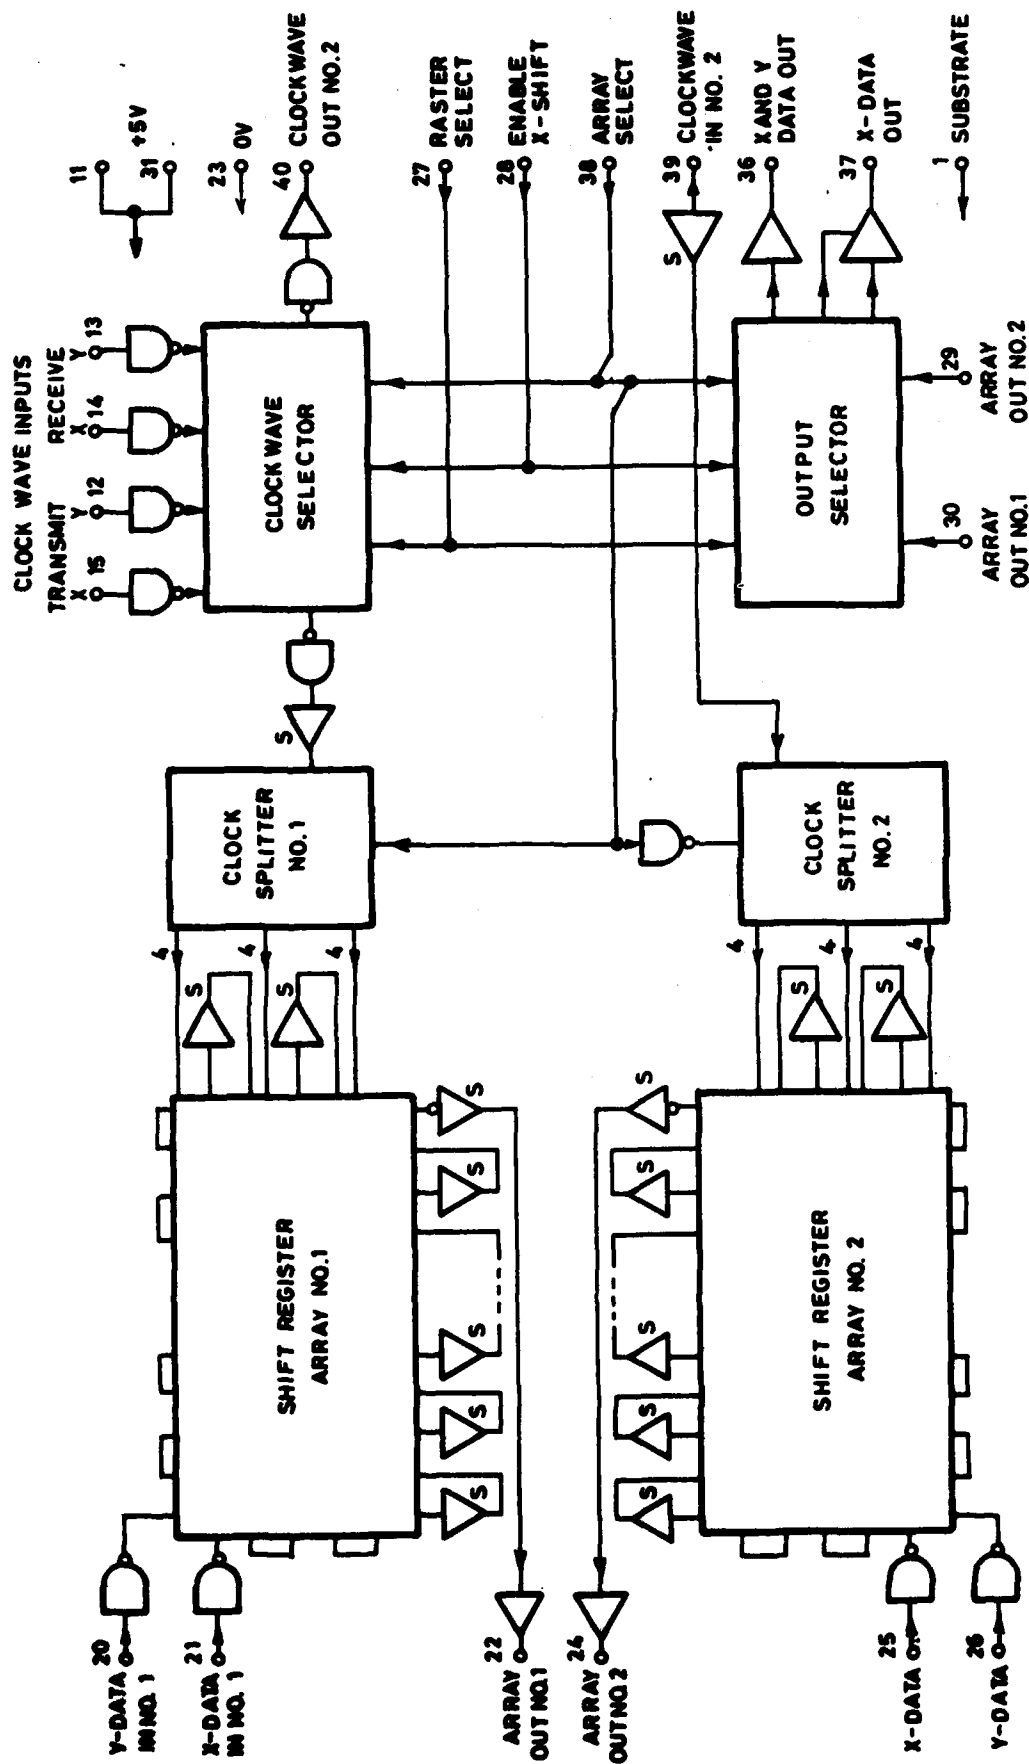 CLOCK WAVE INPUTS
TRANSMIT
RECEIVE
X
Y
X
Y
15
12
14
13
11
31
+5V
23
0V
40
CLOCKWAVE
OUT NO.2
27
RASTER
SELECT
28
ENABLE
X-SHIFT
38
ARRAY
SELECT
39
CLOCKWAVE
IN NO. 2
36
X AND Y
DATA OUT
37
X-DATA
OUT
1
SUBSTRATE
CLOCKWAVE
SELECTOR
OUTPUT
SELECTOR
30
ARRAY
OUT NO.1
29
ARRAY
OUT NO.2
S
S
CLOCK
SPLITTER
NO.1
CLOCK
SPLITTER
NO.2
4
4
4
S
S
4
4
4
S
S
SHIFT REGISTER
ARRAY NO.1
S
S
S
S
S
SHIFT REGISTER
ARRAY NO. 2
S
S
S
S
S
Y-DATA
IN NO. 1
20
X-DATA
IN NO. 1
21
ARRAY
OUT NO.1
22
ARRAY
OUT NO. 2
24
X-DATA
25
Y-DATA
26